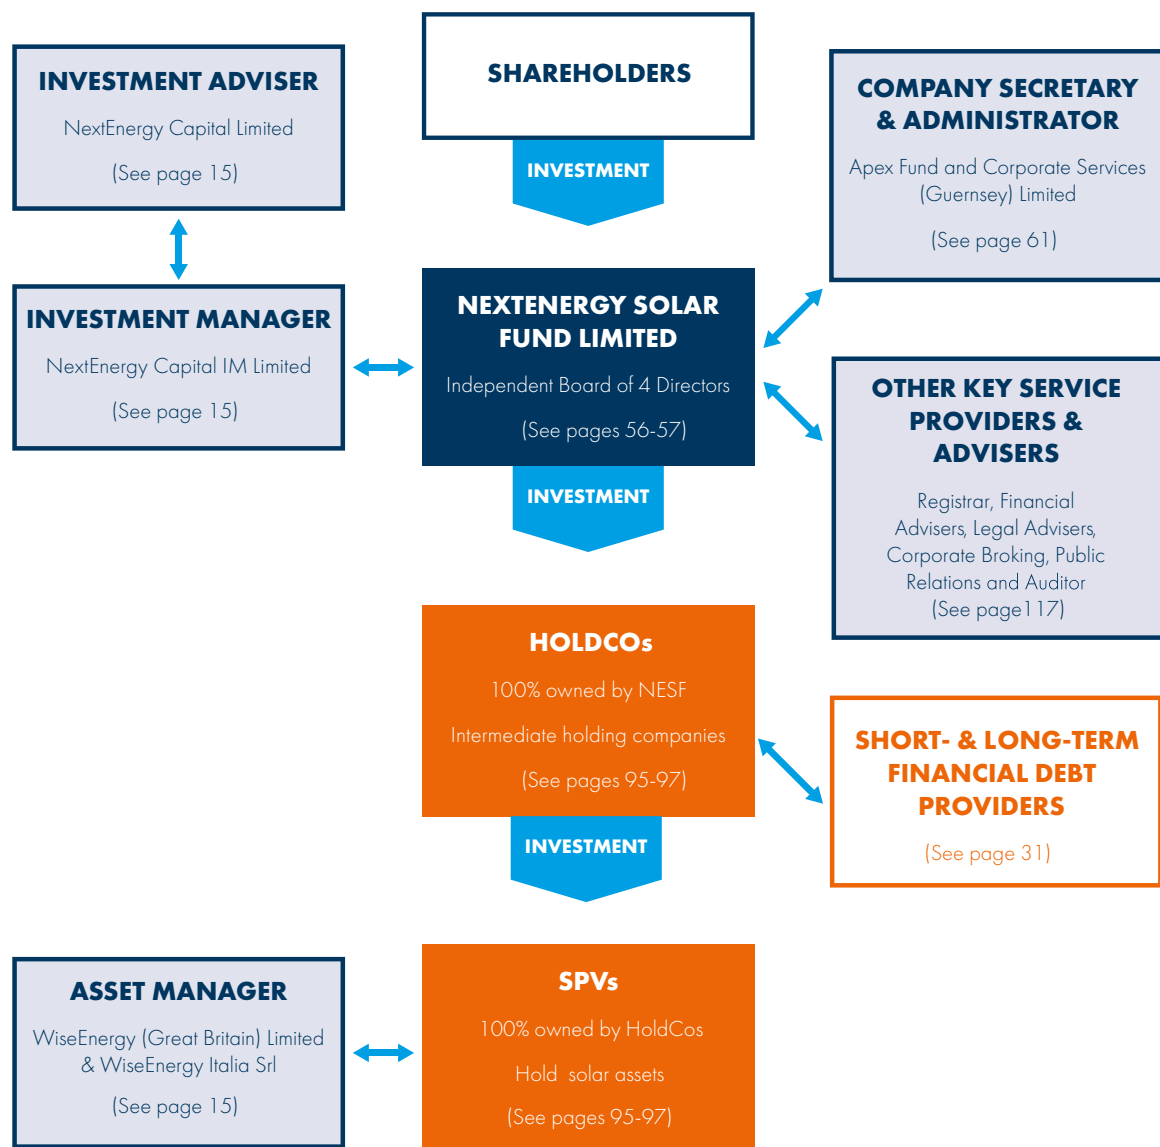 SHAREHOLDERS
INVESTMENT
INVESTMENT ADVISER
NextEnergy Capital Limited
(See page 15)
INVESTMENT MANAGER
NextEnergy Capital IM Limited
(See page 15)
NEXTENERGY SOLAR
FUND LIMITED
Independent Board of 4 Directors
(See pages 56-57)
INVESTMENT
COMPANY SECRETARY
& ADMINISTRATOR
Apex Fund and Corporate Services
(Guernsey) Limited
(See page 61)
OTHER KEY SERVICE
PROVIDERS &
ADVISERS
Registrar, Financial
Advisers, Legal Advisers,
Corporate Broking, Public
Relations and Auditor
(See page117)
HOLDCOs
100% owned by NESF
Intermediate holding companies
(See pages 95-97)
INVESTMENT
SHORT- & LONG-TERM
FINANCIAL DEBT
PROVIDERS
(See page 31)
ASSET MANAGER
WiseEnergy (Great Britain) Limited
& WiseEnergy Italia Srl
(See page 15)
SPVs
100% owned by HoldCos
Hold solar assets
(See pages 95-97)